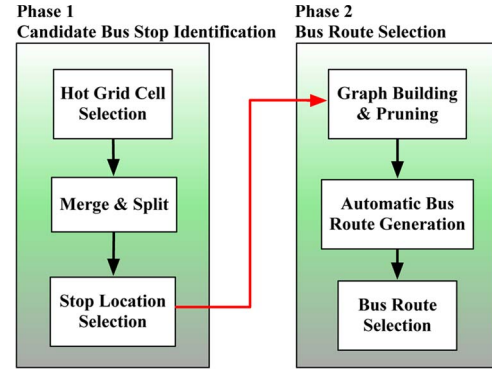 Phase 1
Candidate Bus Stop Identification
Hot Grid Cell
Selection
Merge & Split
Stop Location
Selection
Phase 2
Bus Route Selection
Graph Building
& Pruning
Automatic Bus
Route Generation
Bus Route
Selection